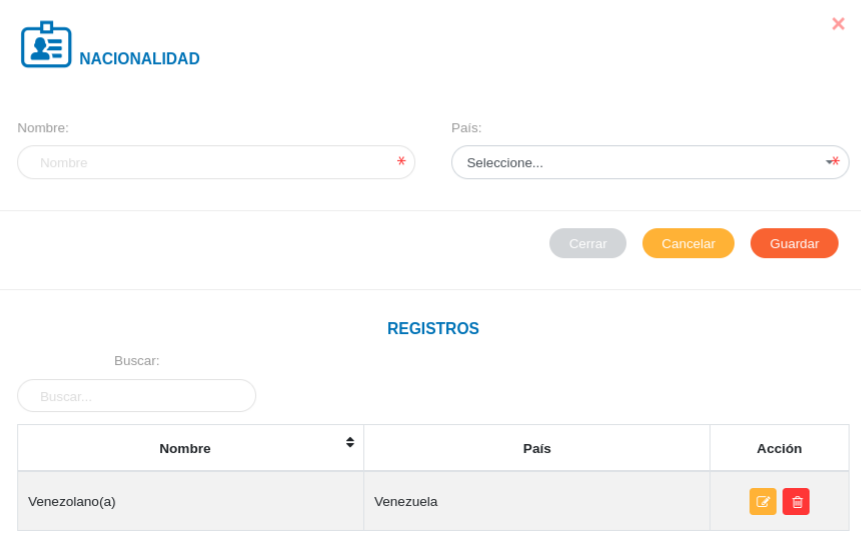 NACIONALIDAD
×
Nombre: País:
Nombre * Seleccione... *
Cerrar Cancelar Guardar
REGISTROS
Buscar:
Buscar...
Nombre País Acción
Venezolano(a) Venezuela